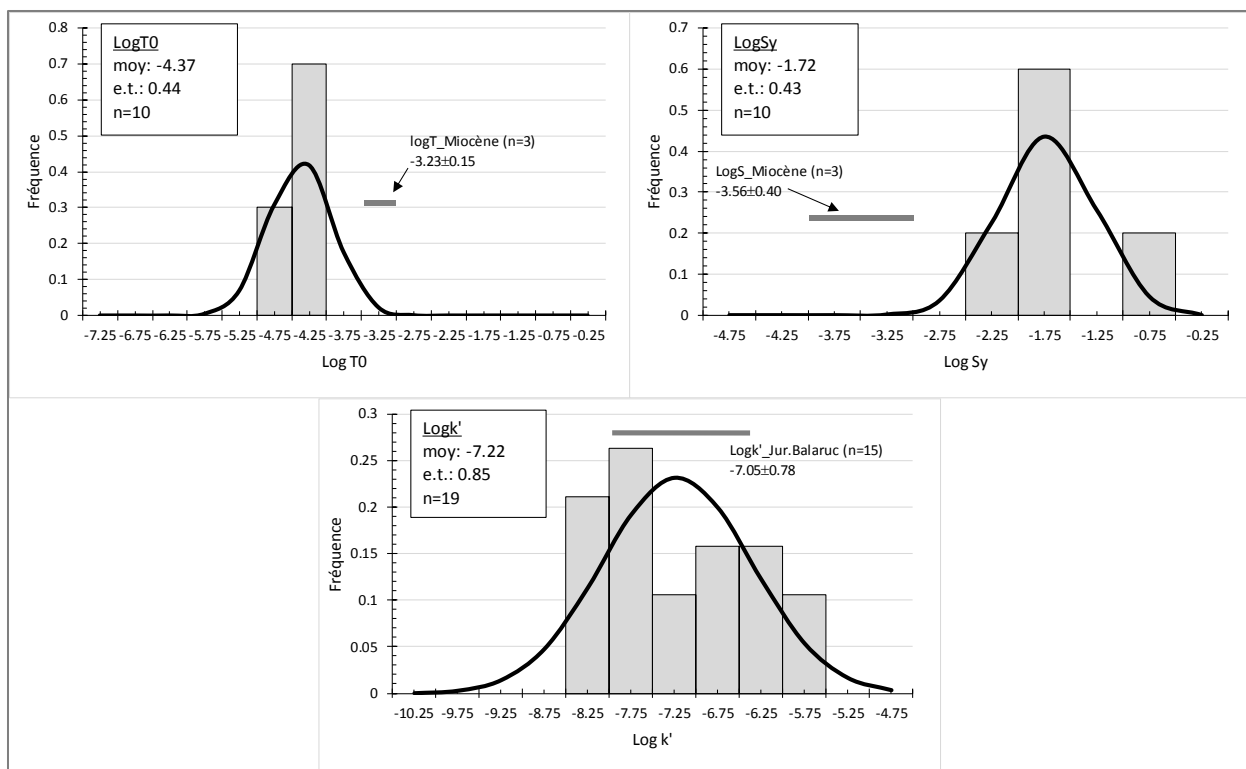 LogT0
moy: -4.37
e.t.: 0.44
n=10
logT_Miocène (n=3)
-3.23±0.15
Fréquence
0.8
0.7
0.6
0.5
0.4
0.3
0.2
0.1
0
-7.25 -6.75 -6.25 -5.75 -5.25 -4.75 -4.25 -3.75 -3.25 -2.75 -2.25 -1.75 -1.25 -0.75 -0.25
Log T0
LogSy
moy: -1.72
e.t.: 0.43
n=10
LogS_Miocène (n=3)
-3.56±0.40
Fréquence
0.7
0.6
0.5
0.4
0.3
0.2
0.1
0
-4.75 -4.25 -3.75 -3.25 -2.75 -2.25 -1.75 -1.25 -0.75 -0.25
Log Sy
Logk'
moy: -7.22
e.t.: 0.85
n=19
Logk'_Jur.Balaruc (n=15)
-7.05±0.78
Fréquence
0.3
0.25
0.2
0.15
0.1
0.05
0
-10.25 -9.75 -9.25 -8.75 -8.25 -7.75 -7.25 -6.75 -6.25 -5.75 -5.25 -4.75
Log k'